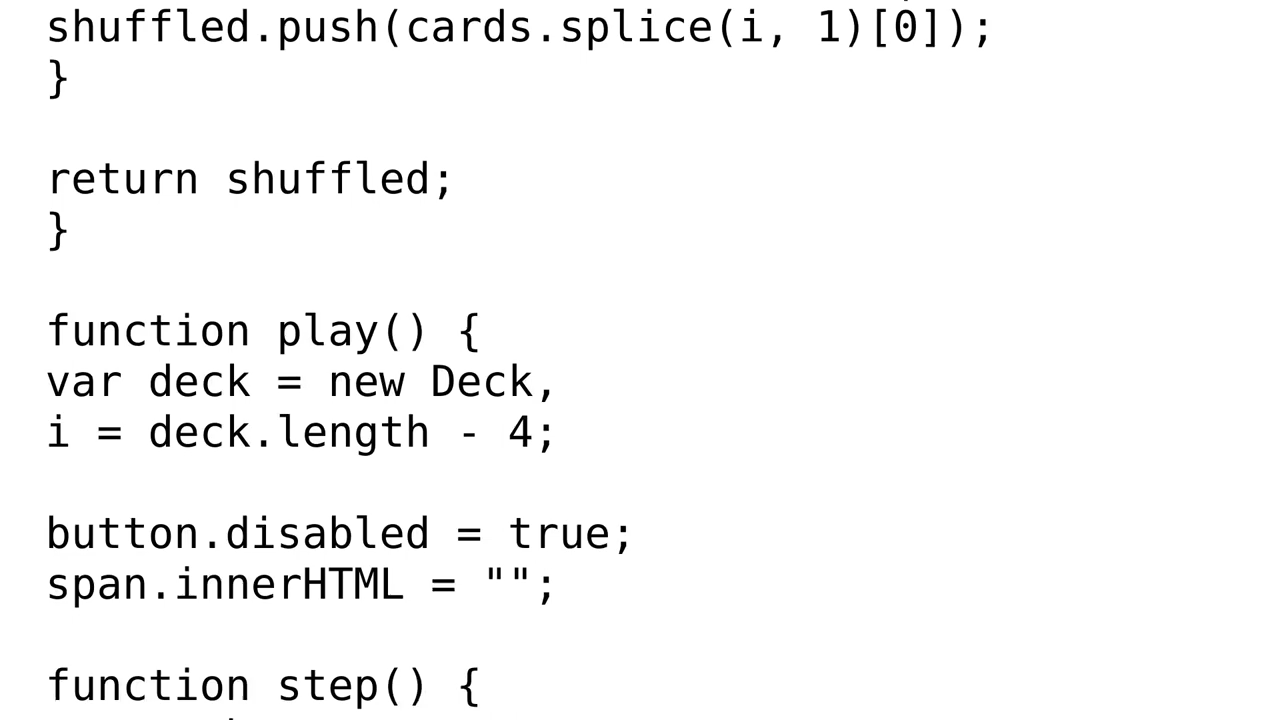 shuffled.push(cards.splice(i, 1)[0]);
}

return shuffled;
}

function play() {
var deck = new Deck,
i = deck.length - 4;

button.disabled = true;
span.innerHTML = "";

function step() {